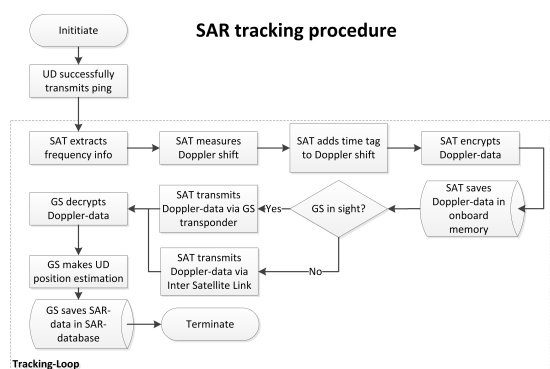 SAR tracking procedure
Inititiate
UD successfully
transmits ping
SAT extracts
frequency info
SAT measures
Doppler shift
SAT adds time tag
to Doppler shift
SAT encrypts
Doppler-data
SAT saves
Doppler-data in
onboard
memory
GS in sight?
Yes
No
SAT transmits
Doppler-data via GS
transponder
SAT transmits
Doppler-data via
Inter Satellite Link
GS decrypts
Doppler-data
GS makes UD
position estimation
GS saves SAR-
data in SAR-
database
Terminate
Tracking-Loop